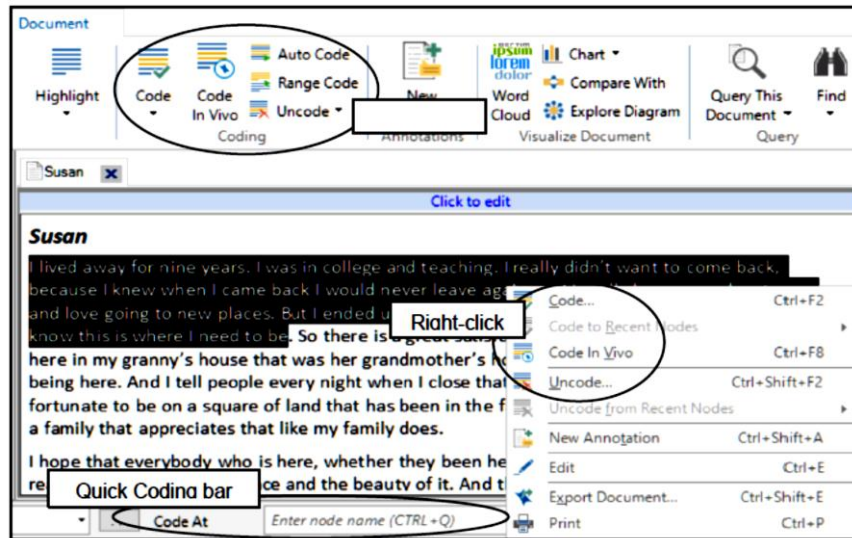 Document
Highlight
Code
Code In Vivo
Auto Code
Range Code
Uncode
Coding
New
Annotations
ipsum lorem dolor
Word Cloud
Chart
Compare With
Explore Diagram
Visualize Document
Query This Document
Find
Query
Susan
Click to edit
Susan
I lived away for nine years. I was in college and teaching. I really didn't want to come back,
because I knew when I came back I would never leave
and love going to new places. But I ended
know this is where I need to be. So there is a great
here in my granny's house that was her grandmother's
being here. And I tell people every night when I close that
fortunate to be on a square of land that has been in the
a family that appreciates that like my family does.
I hope that everybody who is here, whether they been
and the beauty of it. And
Right-click
Code... Ctrl+F2
Code to Recent Nodes
Code In Vivo Ctrl+F8
Uncode... Ctrl+Shift+F2
Uncode from Recent Nodes
New Annotation Ctrl+Shift+A
Edit Ctrl+E
Export Document... Ctrl+Shift+E
Print Ctrl+P
Quick Coding bar
Code At
Enter node name (CTRL+Q)